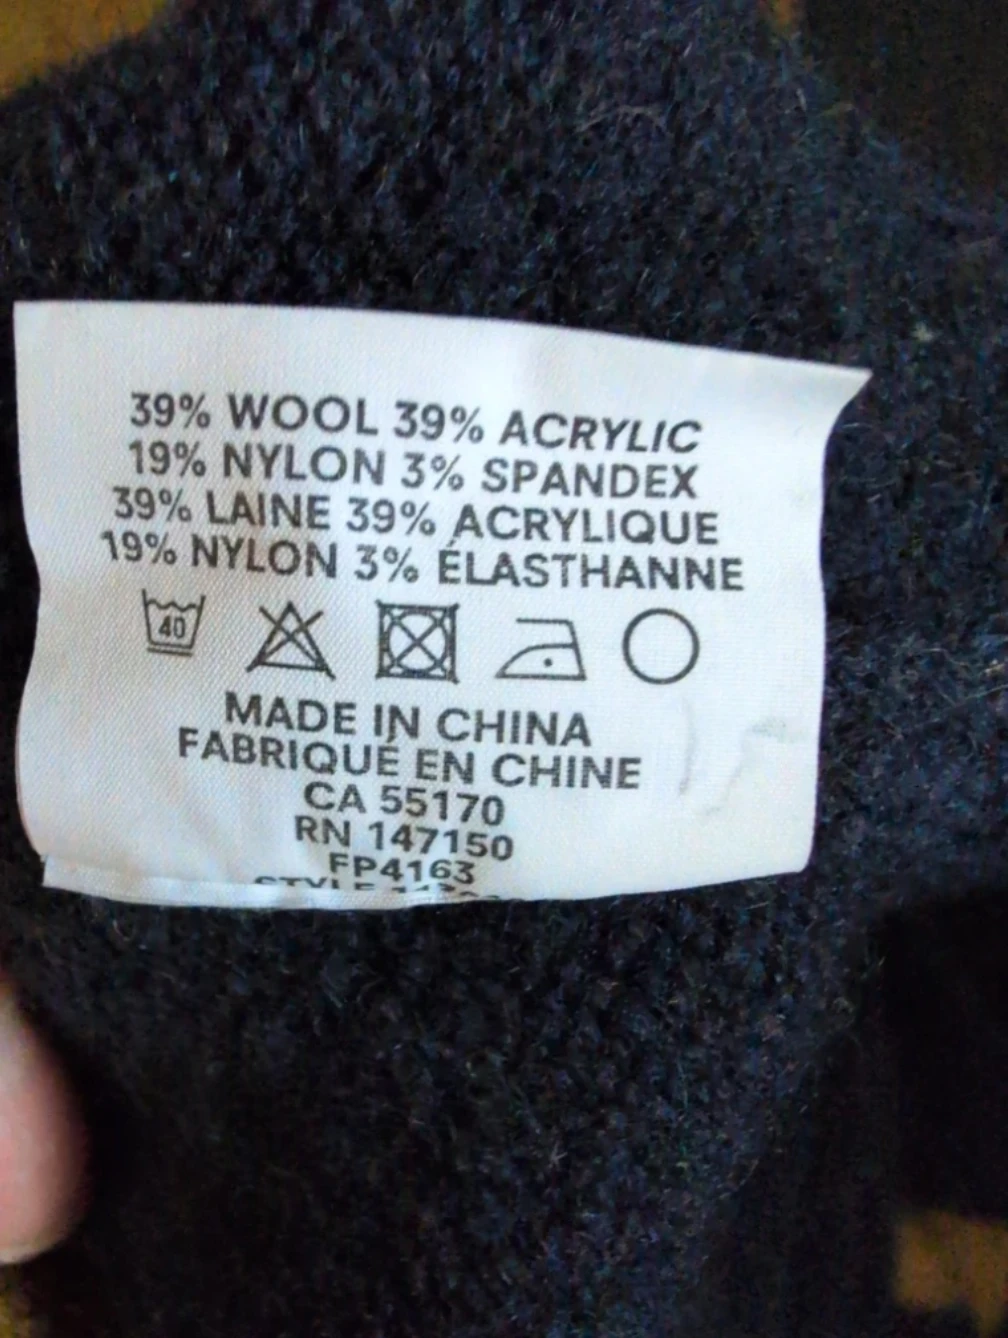 39% WOOL 39% ACRYLIC
19% NYLON 3% SPANDEX
39% LAINE 39% ACRYLIQUE
19% NYLON 3% ÉLASTHANNE
40
MADE IN CHINA
FABRIQUÉ EN CHINE
CA 55170
RN 147150
FP4163
STYLE